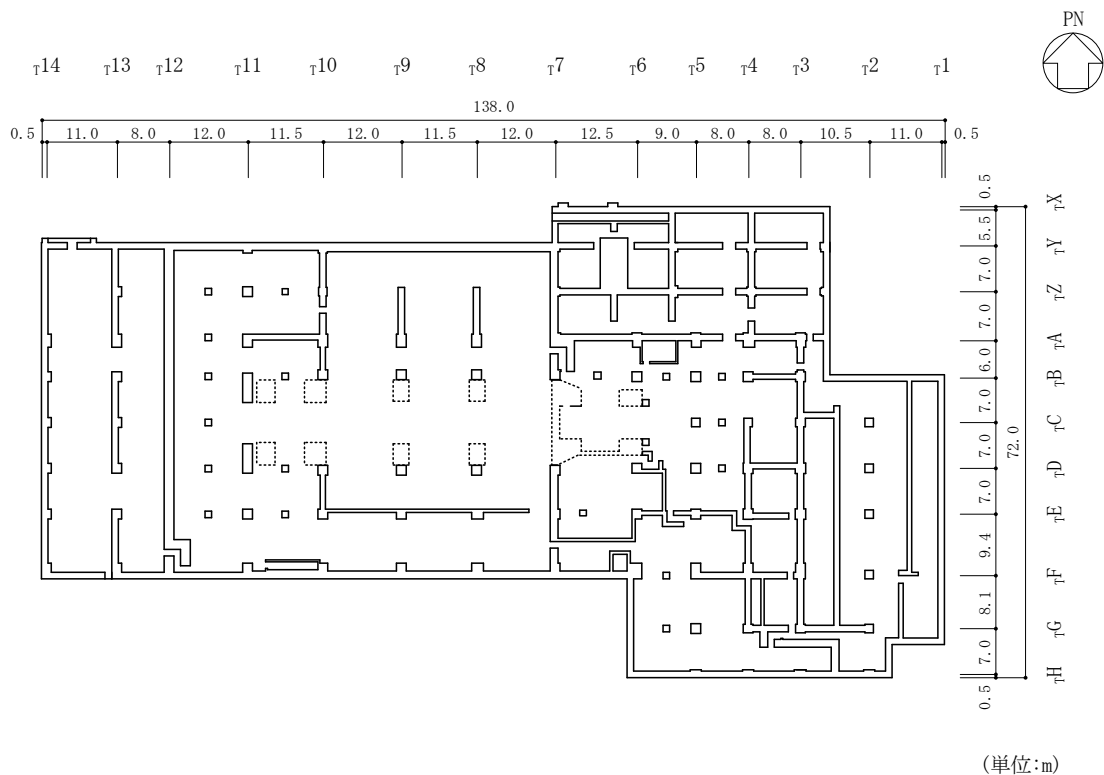 PN
T14 T13 T12 T11 T10 T9 T8 T7 T6 T5 T4 T3 T2 T1
138.0
0.5 11.0 8.0 12.0 11.5 12.0 11.5 12.0 12.5 9.0 8.0 8.0 10.5 11.0 0.5
0.5 5.5 7.0 7.0 6.0 7.0 7.0 7.0 9.4 8.1 7.0 0.5
72.0
TX
TY
TZ
TA
TB
TC
TD
TE
TF
TG
TH
(単位:m)